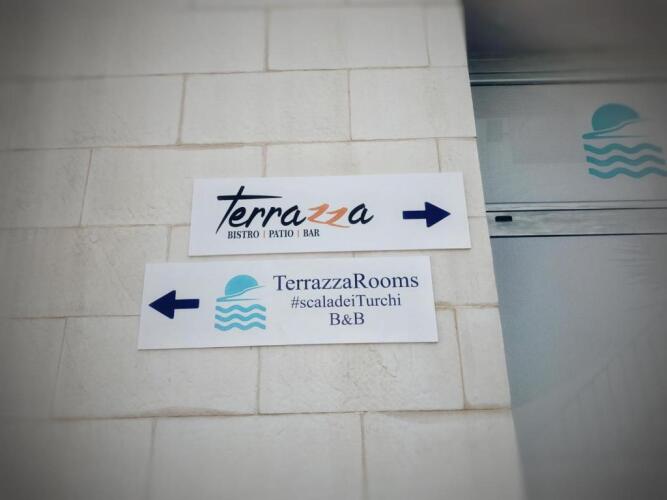 Terrazza
BISTRO | PATIO | BAR
TerrazzaRooms
#scaladeiTurchi
B&B